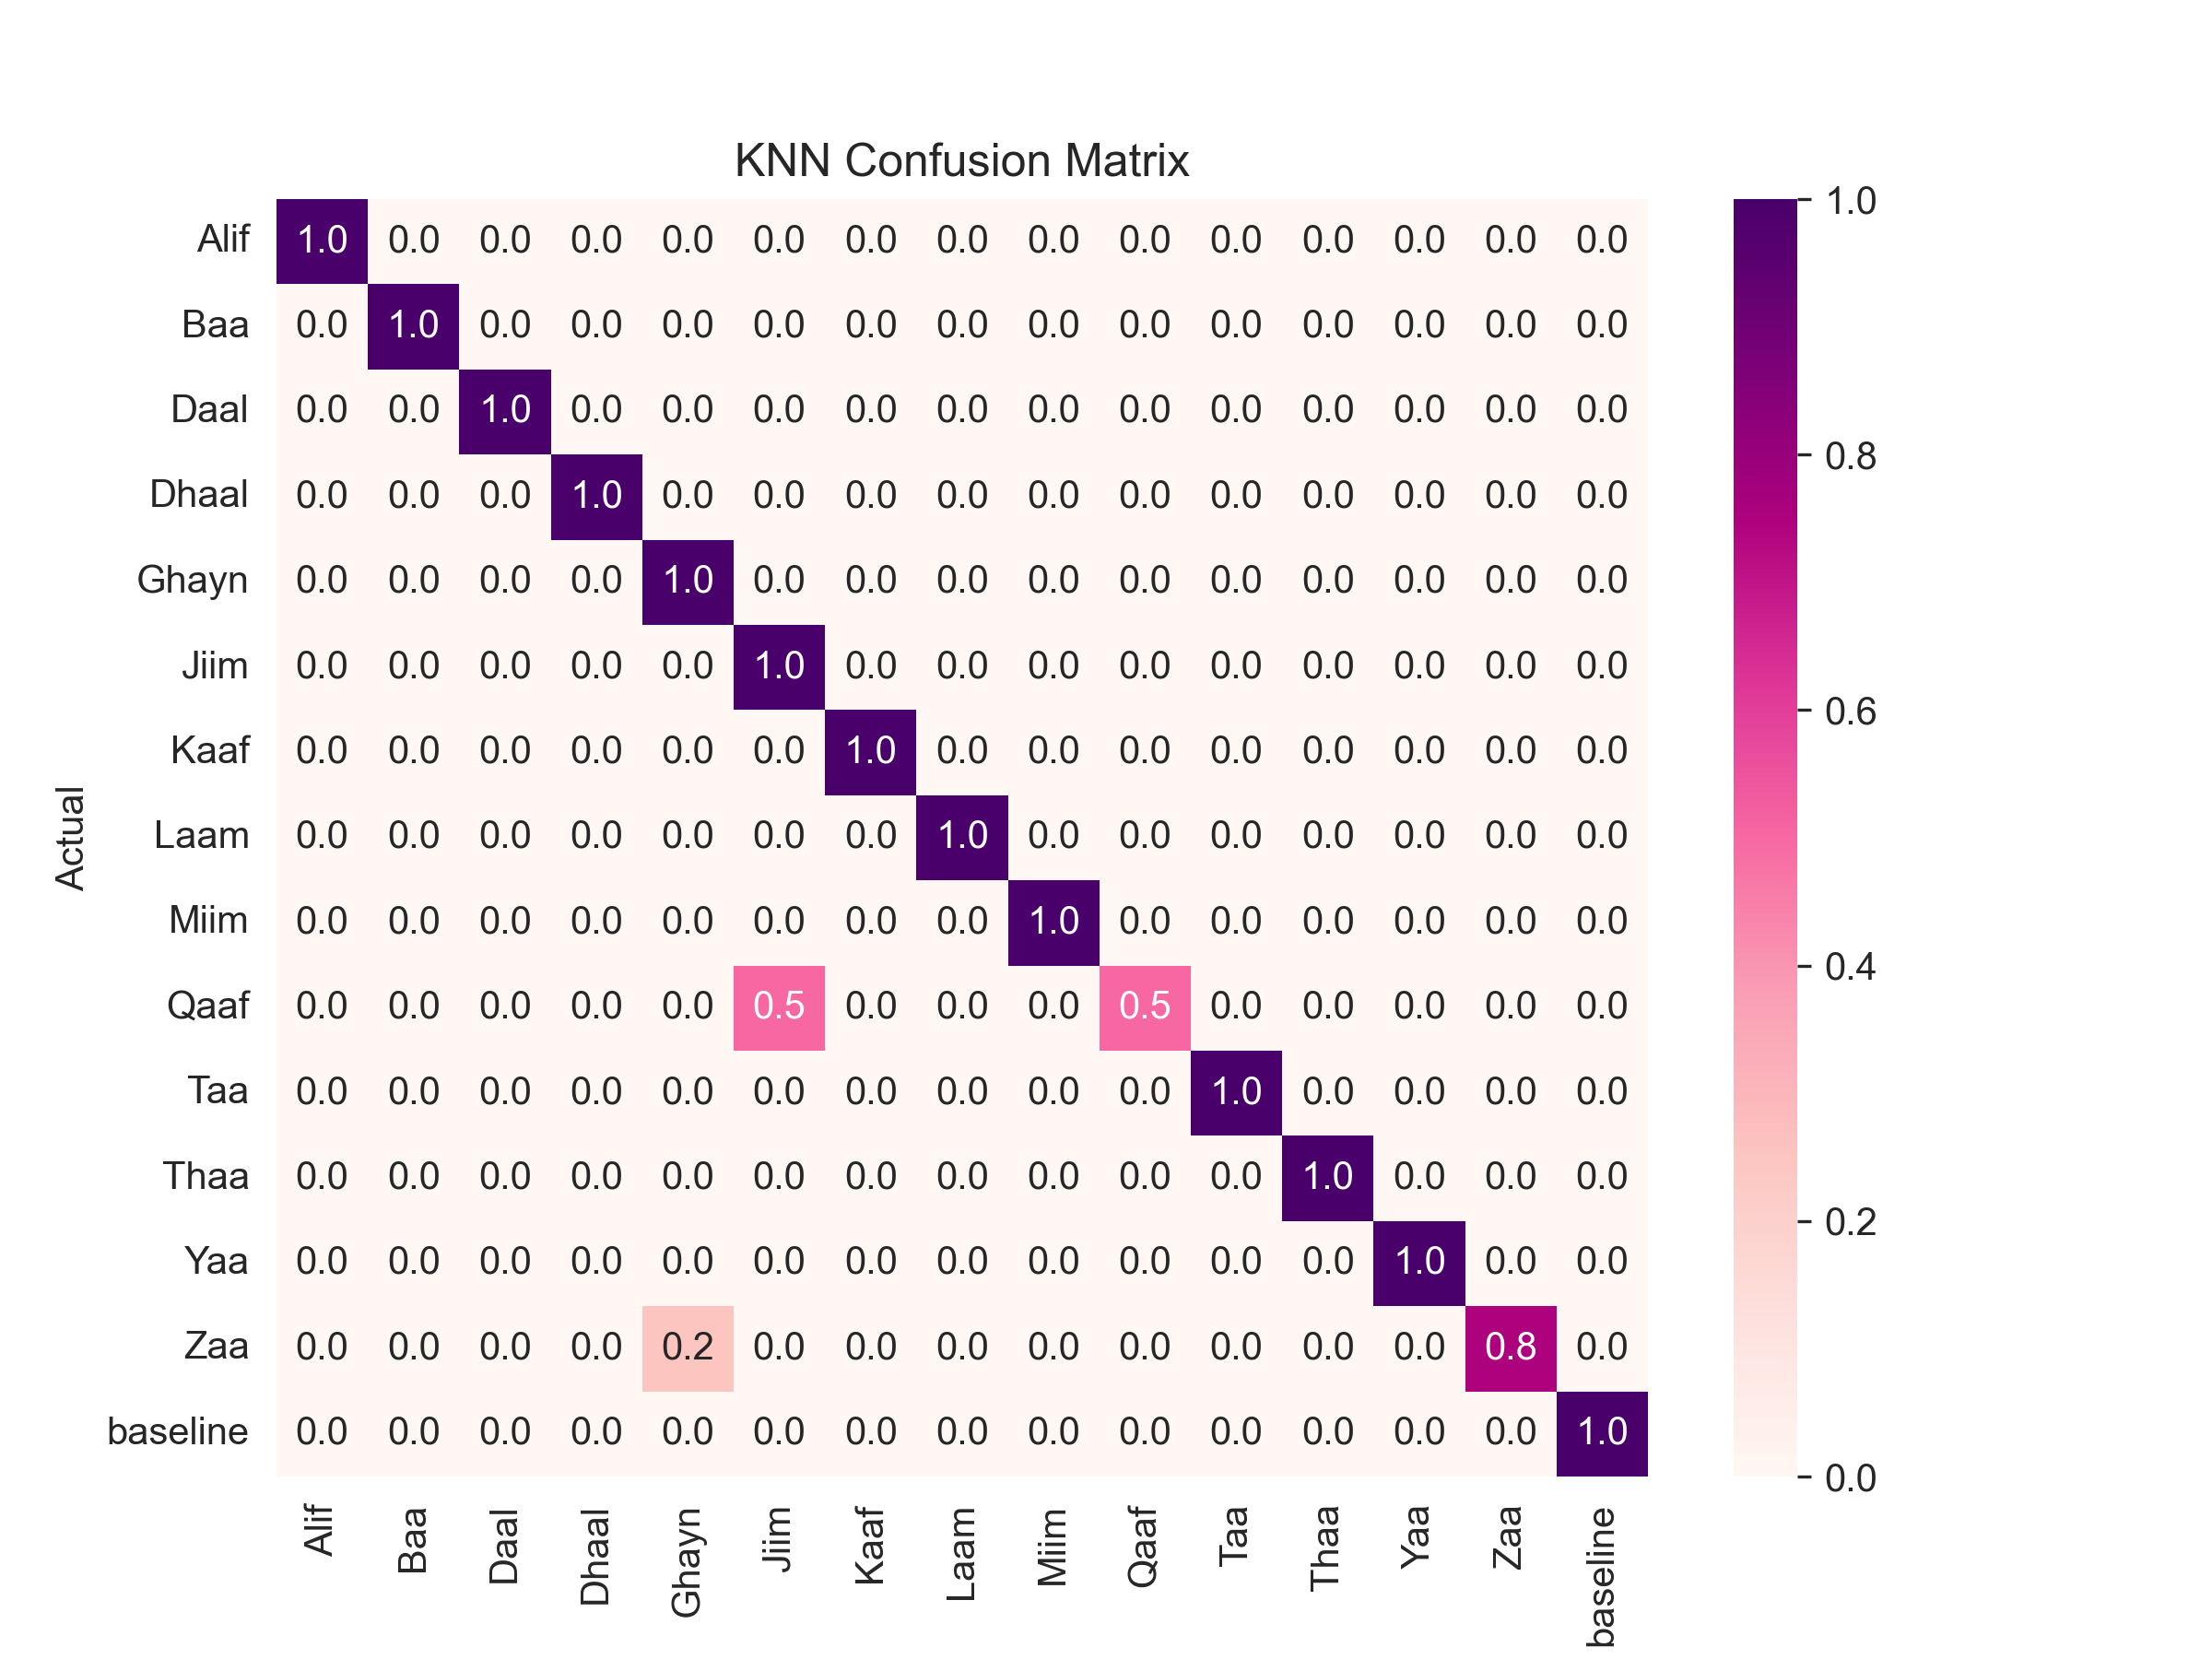 KNN Confusion Matrix
Alif 1.0 0.0 0.0 0.0 0.0 0.0 0.0 0.0 0.0 0.0 0.0 0.0 0.0 0.0 0.0
Baa 0.0 1.0 0.0 0.0 0.0 0.0 0.0 0.0 0.0 0.0 0.0 0.0 0.0 0.0 0.0
Daal 0.0 0.0 1.0 0.0 0.0 0.0 0.0 0.0 0.0 0.0 0.0 0.0 0.0 0.0 0.0
Dhaal 0.0 0.0 0.0 1.0 0.0 0.0 0.0 0.0 0.0 0.0 0.0 0.0 0.0 0.0 0.0
Ghayn 0.0 0.0 0.0 0.0 1.0 0.0 0.0 0.0 0.0 0.0 0.0 0.0 0.0 0.0 0.0
Jiim 0.0 0.0 0.0 0.0 0.0 1.0 0.0 0.0 0.0 0.0 0.0 0.0 0.0 0.0 0.0
Kaaf 0.0 0.0 0.0 0.0 0.0 0.0 1.0 0.0 0.0 0.0 0.0 0.0 0.0 0.0 0.0
Laam 0.0 0.0 0.0 0.0 0.0 0.0 0.0 1.0 0.0 0.0 0.0 0.0 0.0 0.0 0.0
Miim 0.0 0.0 0.0 0.0 0.0 0.0 0.0 0.0 1.0 0.0 0.0 0.0 0.0 0.0 0.0
Qaaf 0.0 0.0 0.0 0.0 0.0 0.5 0.0 0.0 0.0 0.5 0.0 0.0 0.0 0.0 0.0
Taa 0.0 0.0 0.0 0.0 0.0 0.0 0.0 0.0 0.0 0.0 1.0 0.0 0.0 0.0 0.0
Thaa 0.0 0.0 0.0 0.0 0.0 0.0 0.0 0.0 0.0 0.0 0.0 1.0 0.0 0.0 0.0
Yaa 0.0 0.0 0.0 0.0 0.0 0.0 0.0 0.0 0.0 0.0 0.0 0.0 1.0 0.0 0.0
Zaa 0.0 0.0 0.0 0.0 0.2 0.0 0.0 0.0 0.0 0.0 0.0 0.0 0.0 0.8 0.0
baseline 0.0 0.0 0.0 0.0 0.0 0.0 0.0 0.0 0.0 0.0 0.0 0.0 0.0 0.0 1.0
Alif Baa Daal Dhaal Ghayn Jiim Kaaf Laam Miim Qaaf Taa Thaa Yaa Zaa baseline
Actual
1.0
0.8
0.6
0.4
0.2
0.0